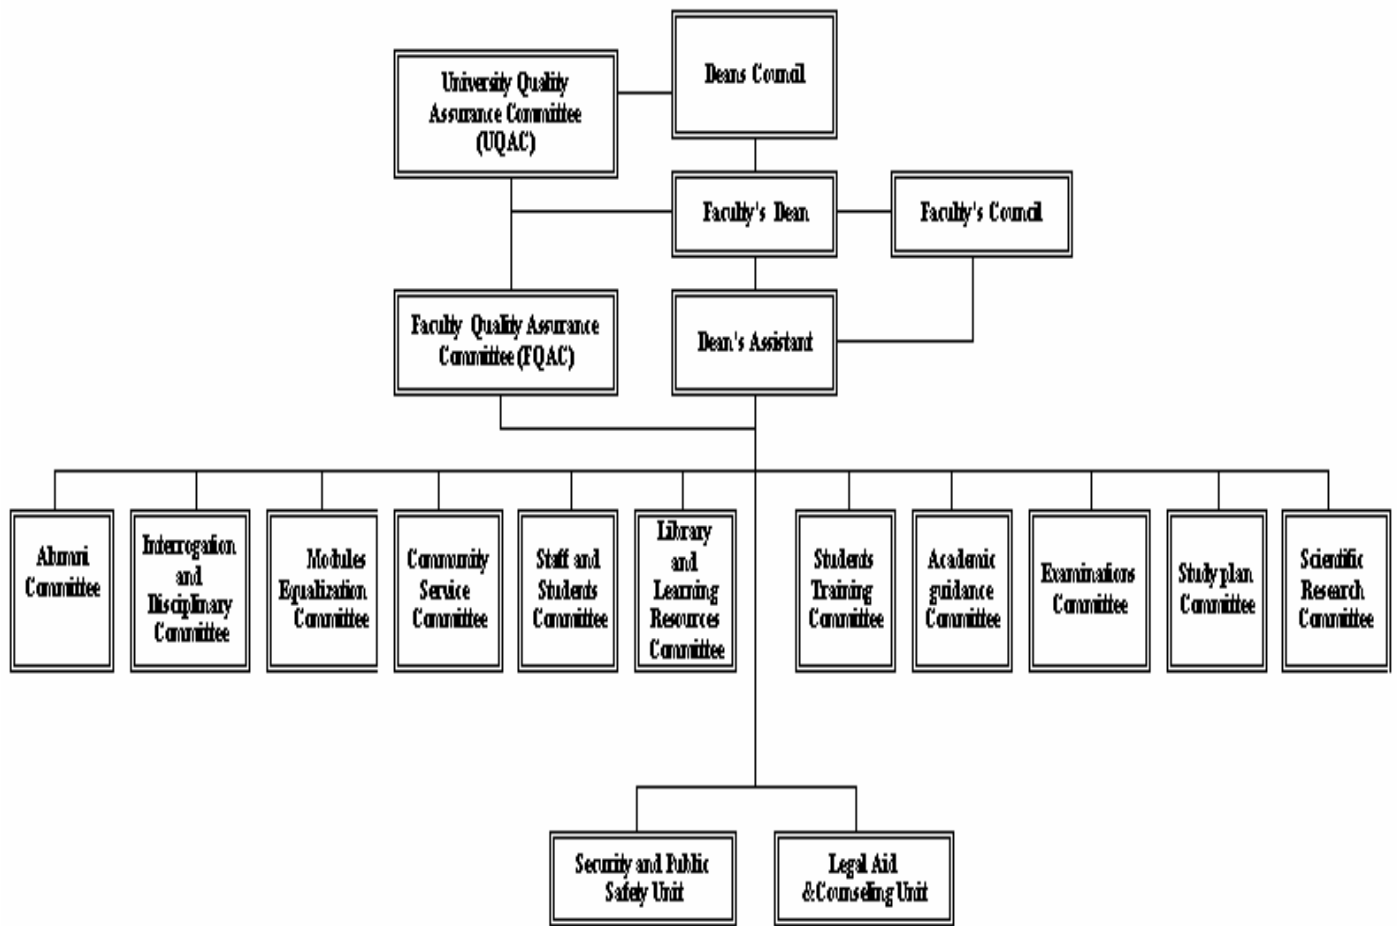 Deans Council
University Quality
Assurance Committee
(UQAC)
Faculty's Dean
Faculty's Council
Faculty Quality Assurance
Committee (FQAC)
Dean's Assistant
Alumni
Committee
Interrogation
and
Disciplinary
Committee
Modules
Equalization
Committee
Community
Service
Committee
Staff and
Students
Committee
Library
and
Learning
Resources
Committee
Students
Training
Committee
Academic
guidance
Committee
Examinations
Committee
Study plan
Committee
Scientific
Research
Committee
Security and Public
Safety Unit
Legal Aid
&Counseling Unit